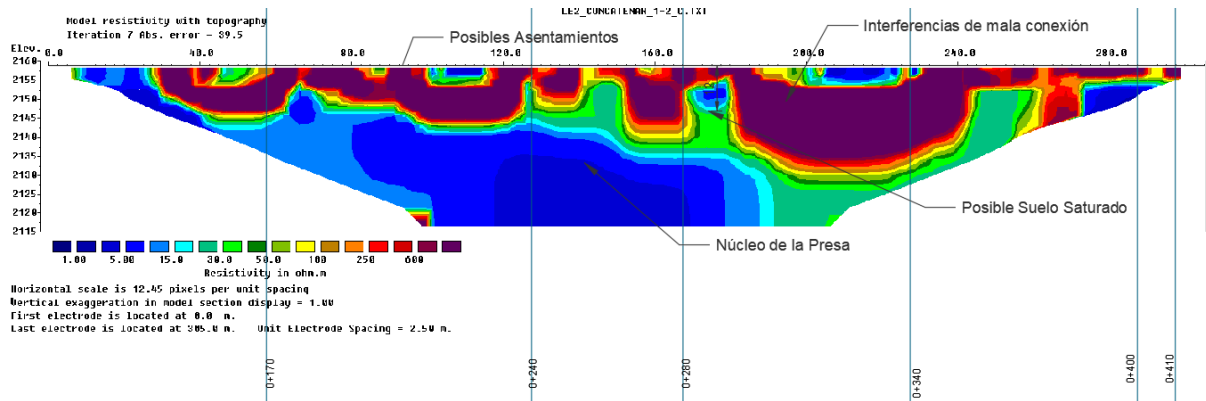 LE2_CONCATENAR_1-2_C.TXT
Model resistivity with topography
Iteration 7 Abs. error = 89.5
Posibles Asentamientos
Interferencias de mala conexión
Elev.
0.0 40.0 80.0 120.0 160.0 200.0 240.0 280.0
2160
2155
2150
2145
2140
2135
2130
2125
2120
2115
Posible Suelo Saturado
Núcleo de la Presa
1.00 5.00 15.0 30.0 50.0 100 250 600
Resistivity in ohm.m
Horizontal scale is 12.45 pixels per unit spacing
Vertical exaggeration in model section display = 1.00
First electrode is located at 0.0 m.
Last electrode is located at 305.0 m. Unit Electrode Spacing = 2.50 m.
0+170
0+240
0+280
0+340
0+400
0+410